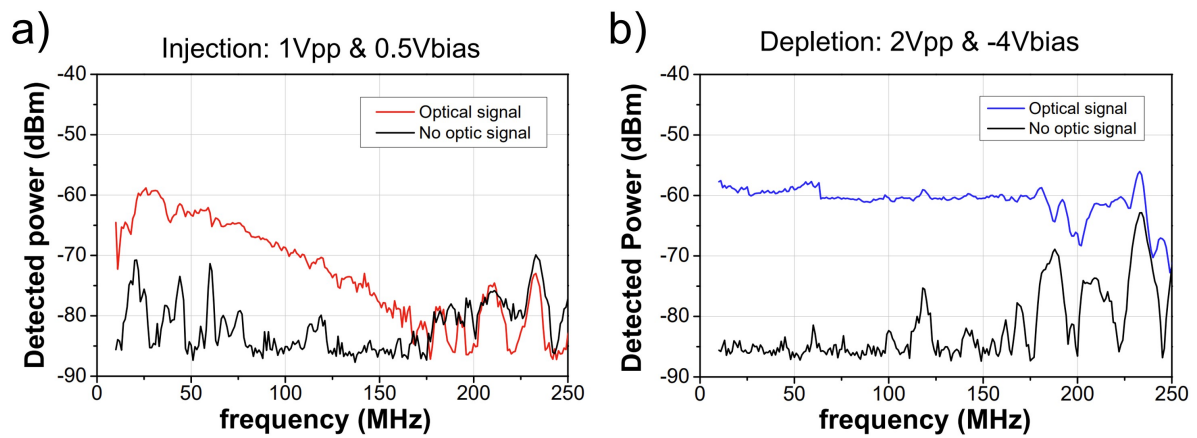 a)
Injection: 1Vpp & 0.5Vbias
Detected power (dBm)
-40
-50
-60
-70
-80
-90
Optical signal
No optic signal
0
50
100
150
200
250
frequency (MHz)
b)
Depletion: 2Vpp & -4Vbias
Detected Power (dBm)
-40
-50
-60
-70
-80
-90
Optical signal
No optic signal
0
50
100
150
200
250
frequency (MHz)